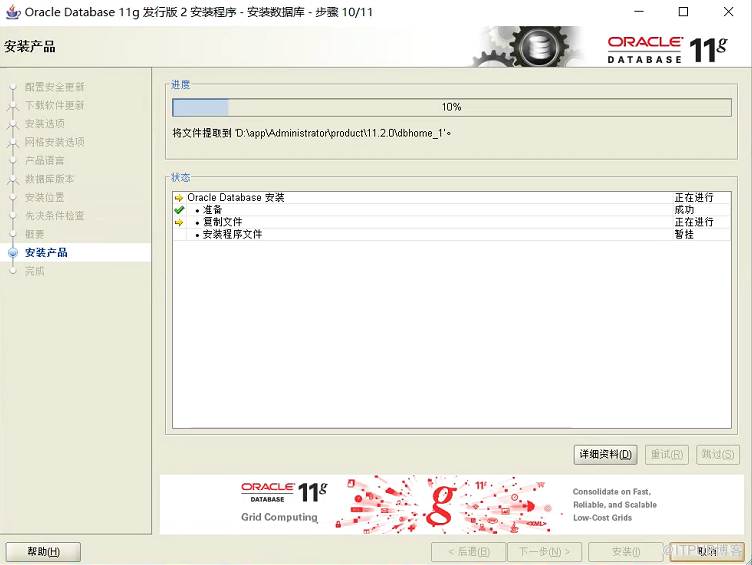 Oracle Database 11g 发行版 2 安装程序 - 安装数据库 - 步骤 10/11
安装产品
ORACLE
DATABASE 11g
配置安全更新
下载软件更新
安装选项
网格安装选项
产品语言
数据库版本
安装位置
先决条件检查
概要
安装产品
完成
进度
10%
将文件提取到 'D:\app\Administrator\product\11.2.0\dbhome_1'。
状态
Oracle Database 安装 正在进行
• 准备 成功
• 复制文件 正在进行
• 安装程序文件 暂挂
详细资料(D) 重试(R) 跳过(S)
ORACLE
DATABASE 11g
Grid Computing
11g
<XML>
Consolidate on Fast,
Reliable, and Scalable
Low-Cost Grids
帮助(H) < 后退(B) 下一步(N) > 安装(I) 取消